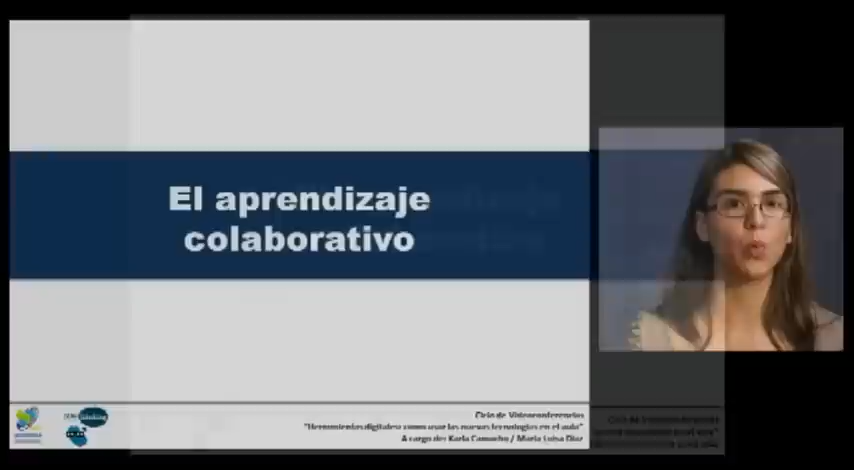 El aprendizaje
colaborativo
Ciclo de Videoconferencias
"Herramientas digitales: como usar las nuevas tecnologías en el aula"
A cargo de: Karla Camacho / María Luisa Díaz